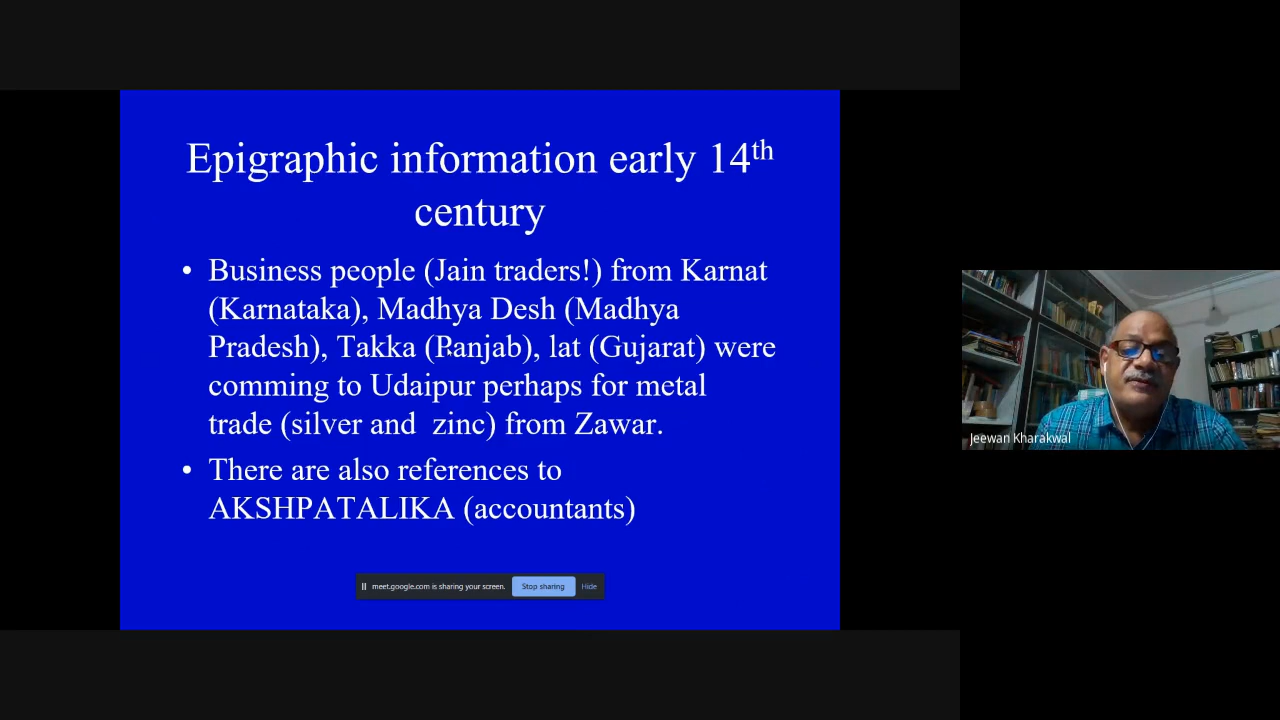 Epigraphic information early 14th
century
• Business people (Jain traders!) from Karnat
(Karnataka), Madhya Desh (Madhya
Pradesh), Takka (Ranjab), lat (Gujarat) were
comming to Udaipur perhaps for metal
trade (silver and  zinc) from Zawar.
• There are also references to
AKSHPATALIKA (accountants)
meet.google.com is sharing your screen. Stop sharing Hide
Jeewan Kharakwal